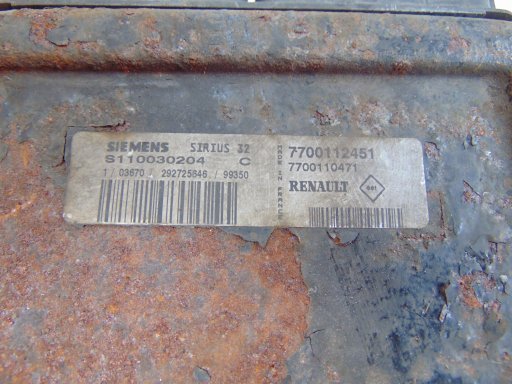 SIEMENS SIRIUS 32
S110030204 C
1 / 03670 / 292725846 / 99350
MADE IN FRANCE
7700112451
7700110471
RENAULT